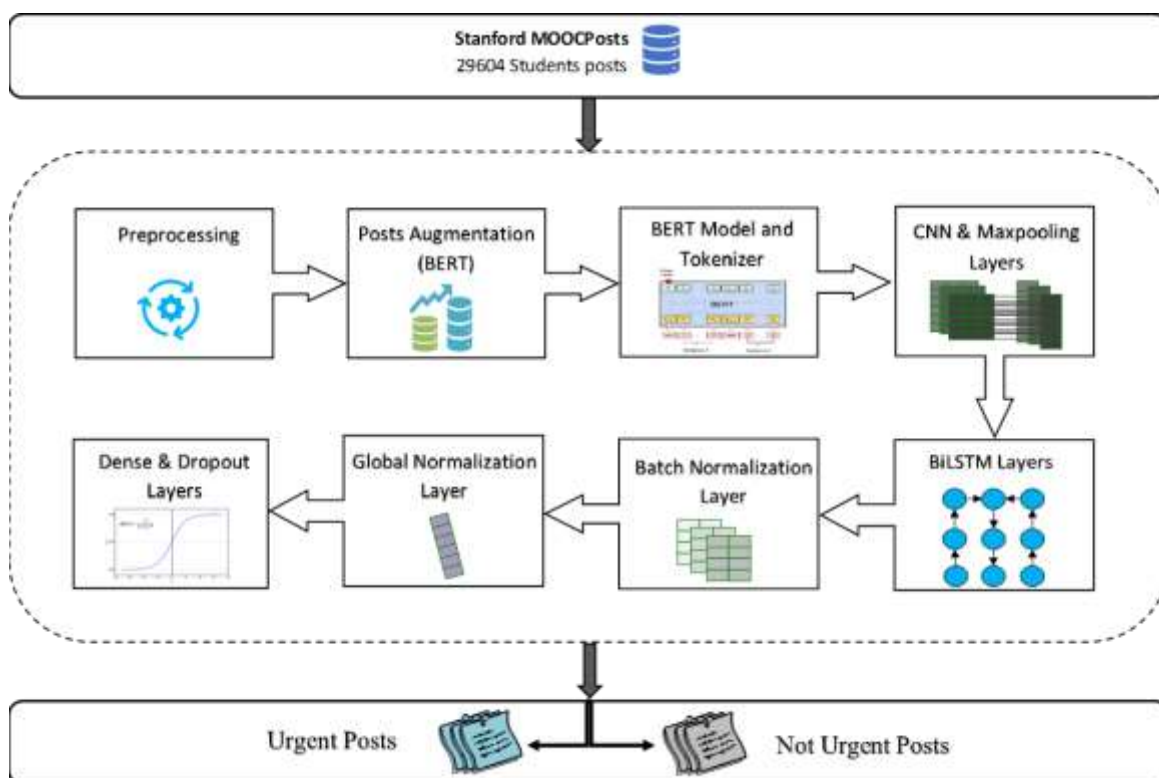 Stanford MOOCPosts
29604 Students posts
Preprocessing
Posts Augmentation
(BERT)
BERT Model and
Tokenizer
BERT
CNN & Maxpooling
Layers
BiLSTM Layers
Batch Normalization
Layer
Global Normalization
Layer
Dense & Dropout
Layers
Urgent Posts
Not Urgent Posts